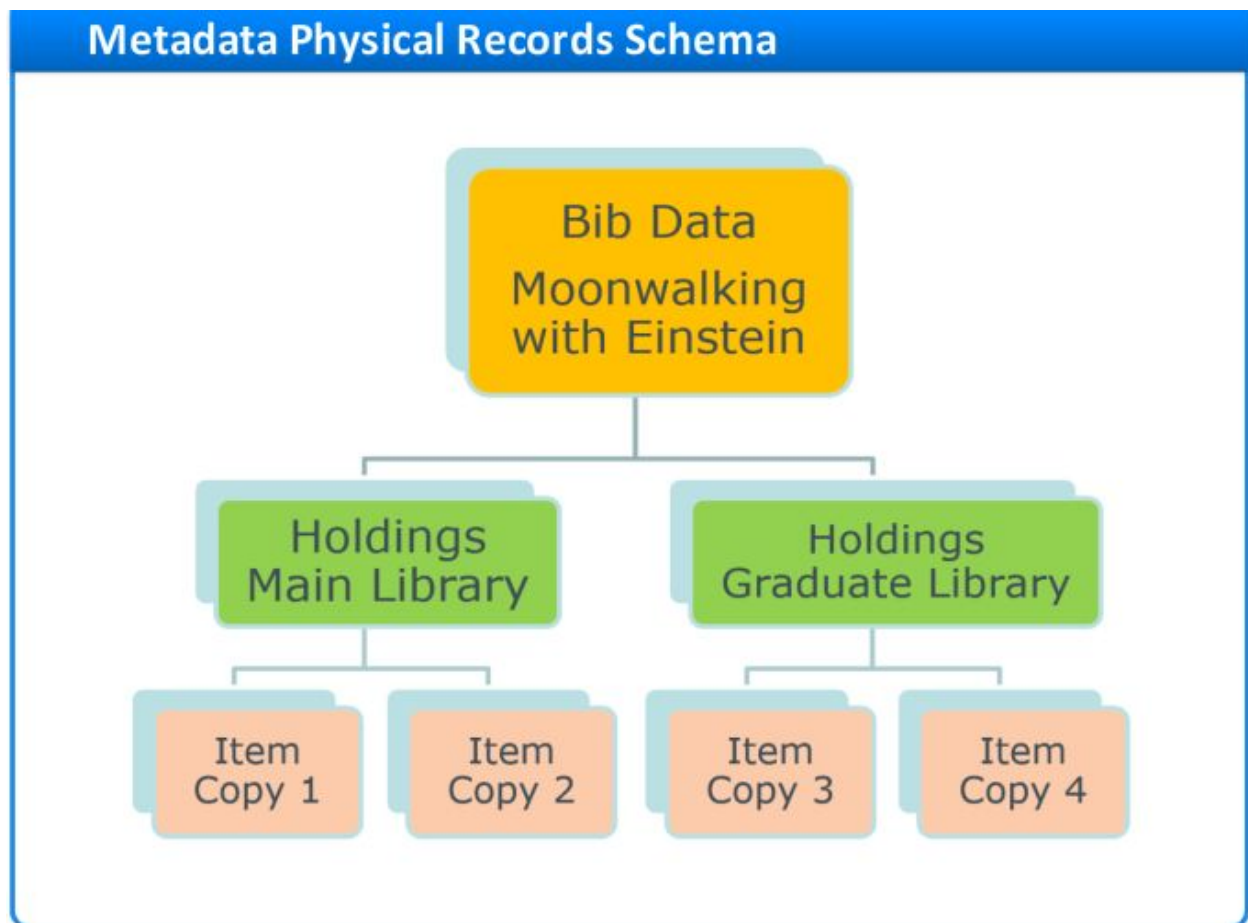 Metadata Physical Records Schema
Bib Data
Moonwalking
with Einstein
Holdings
Main Library
Holdings
Graduate Library
Item
Copy 1
Item
Copy 2
Item
Copy 3
Item
Copy 4